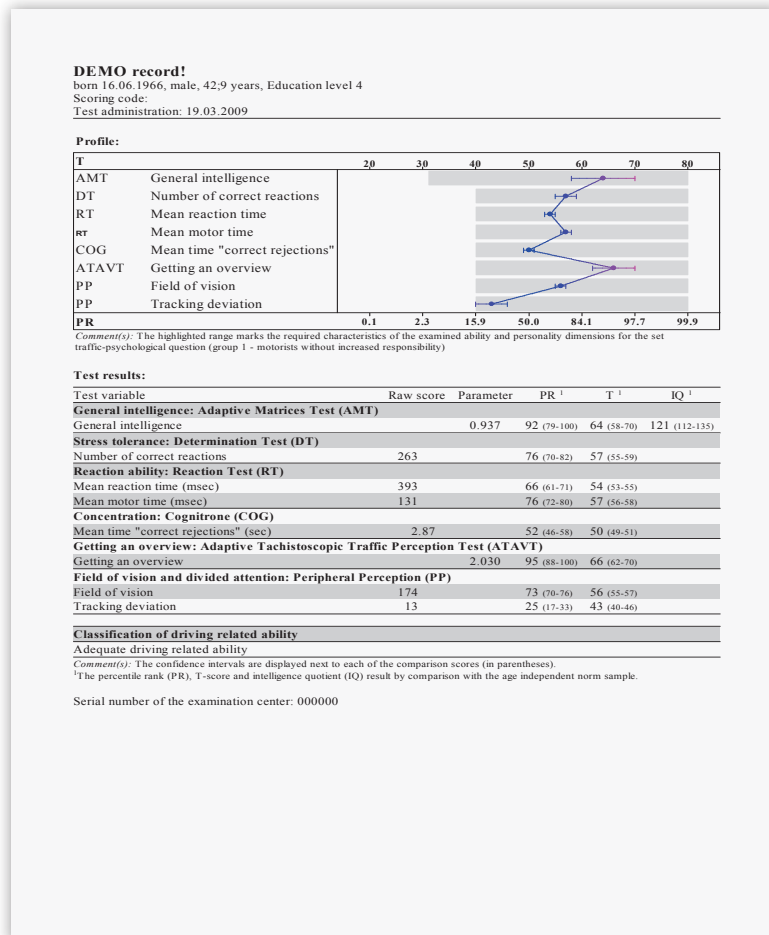 DEMO record!
born 16.06.1966, male, 42;9 years, Education level 4
Scoring code:
Test administration: 19.03.2009
Profile:
T 20 30 40 50 60 70 80
AMT General intelligence
DT Number of correct reactions
RT Mean reaction time
RT Mean motor time
COG Mean time "correct rejections"
ATAVT Getting an overview
PP Field of vision
PP Tracking deviation
PR 0.1 2.3 15.9 50.0 84.1 97.7 99.9
Comment(s): The highlighted range marks the required characteristics of the examined ability and personality dimensions for the set
traffic-psychological question (group 1 - motorists without increased responsibility)
Test results:
Test variable Raw score Parameter PR ¹ T ¹ IQ ¹
General intelligence: Adaptive Matrices Test (AMT)
General intelligence 0.937 92 (79-100) 64 (58-70) 121 (112-135)
Stress tolerance: Determination Test (DT)
Number of correct reactions 263 76 (70-82) 57 (55-59)
Reaction ability: Reaction Test (RT)
Mean reaction time (msec) 393 66 (61-71) 54 (53-55)
Mean motor time (msec) 131 76 (72-80) 57 (56-58)
Concentration: Cognitrone (COG)
Mean time "correct rejections" (sec) 2.87 52 (46-58) 50 (49-51)
Getting an overview: Adaptive Tachistoscopic Traffic Perception Test (ATAVT)
Getting an overview 2.030 95 (88-100) 66 (62-70)
Field of vision and divided attention: Peripheral Perception (PP)
Field of vision 174 73 (70-76) 56 (55-57)
Tracking deviation 13 25 (17-33) 43 (40-46)
Classification of driving related ability
Adequate driving related ability
Comment(s): The confidence intervals are displayed next to each of the comparison scores (in parentheses).
¹The percentile rank (PR), T-score and intelligence quotient (IQ) result by comparison with the age independent norm sample.
Serial number of the examination center: 000000